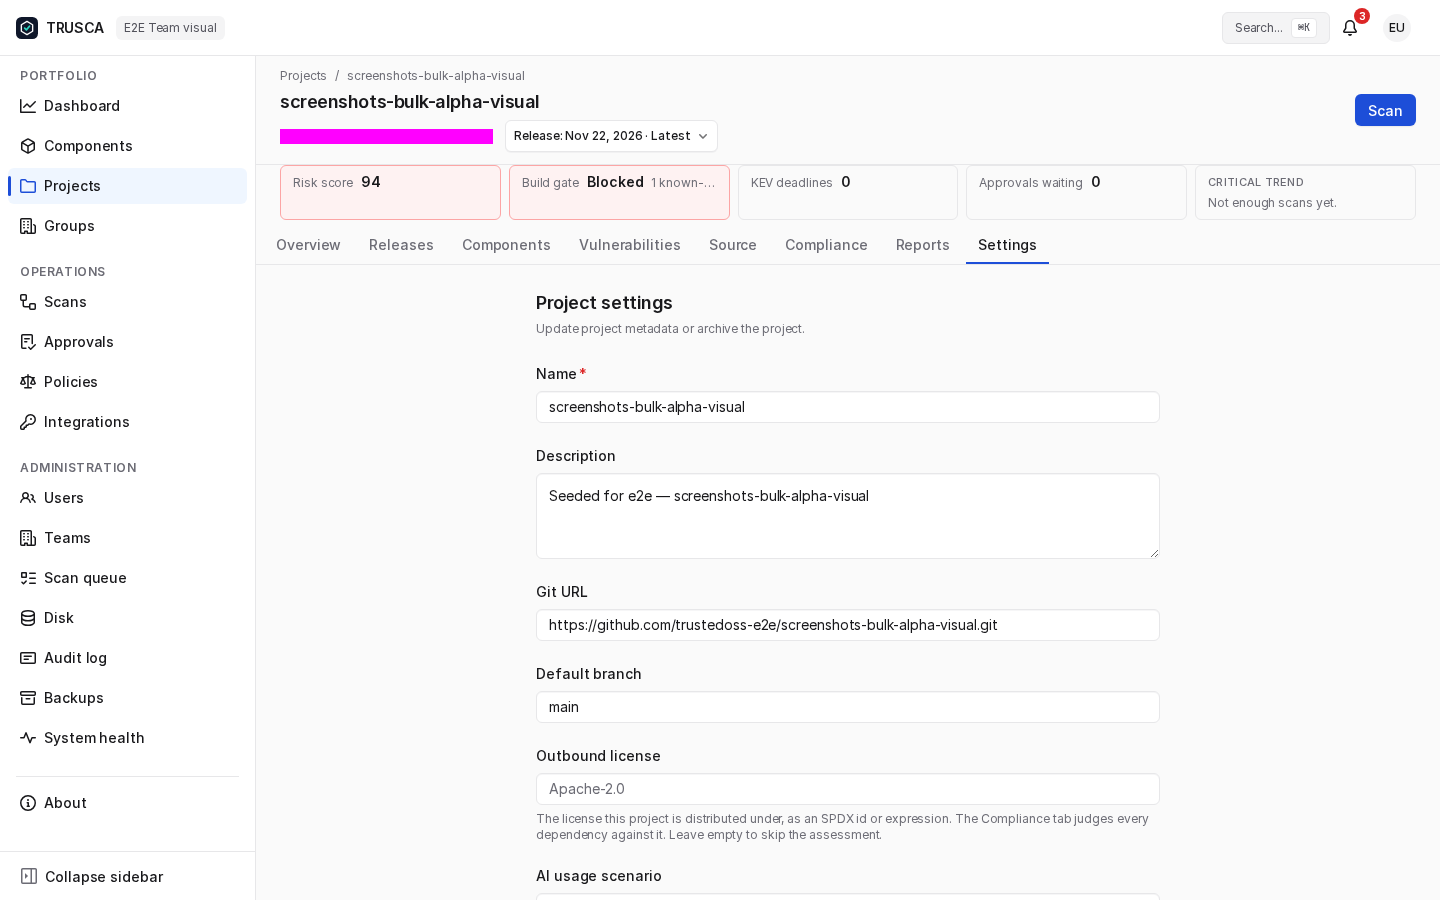 TRUSCA
E2E Team visual
Search...
⌘K
3
EU
PORTFOLIO
Dashboard
Components
Projects
Groups
OPERATIONS
Scans
Approvals
Policies
Integrations
ADMINISTRATION
Users
Teams
Scan queue
Disk
Audit log
Backups
System health
About
Collapse sidebar
Projects / screenshots-bulk-alpha-visual
screenshots-bulk-alpha-visual
Release: Nov 22, 2026 · Latest
Scan
Risk score 94
Build gate Blocked 1 known-...
KEV deadlines 0
Approvals waiting 0
CRITICAL TREND
Not enough scans yet.
Overview
Releases
Components
Vulnerabilities
Source
Compliance
Reports
Settings
Project settings
Update project metadata or archive the project.
Name *
screenshots-bulk-alpha-visual
Description
Seeded for e2e — screenshots-bulk-alpha-visual
Git URL
https://github.com/trustedoss-e2e/screenshots-bulk-alpha-visual.git
Default branch
main
Outbound license
Apache-2.0
The license this project is distributed under, as an SPDX id or expression. The Compliance tab judges every
dependency against it. Leave empty to skip the assessment.
AI usage scenario